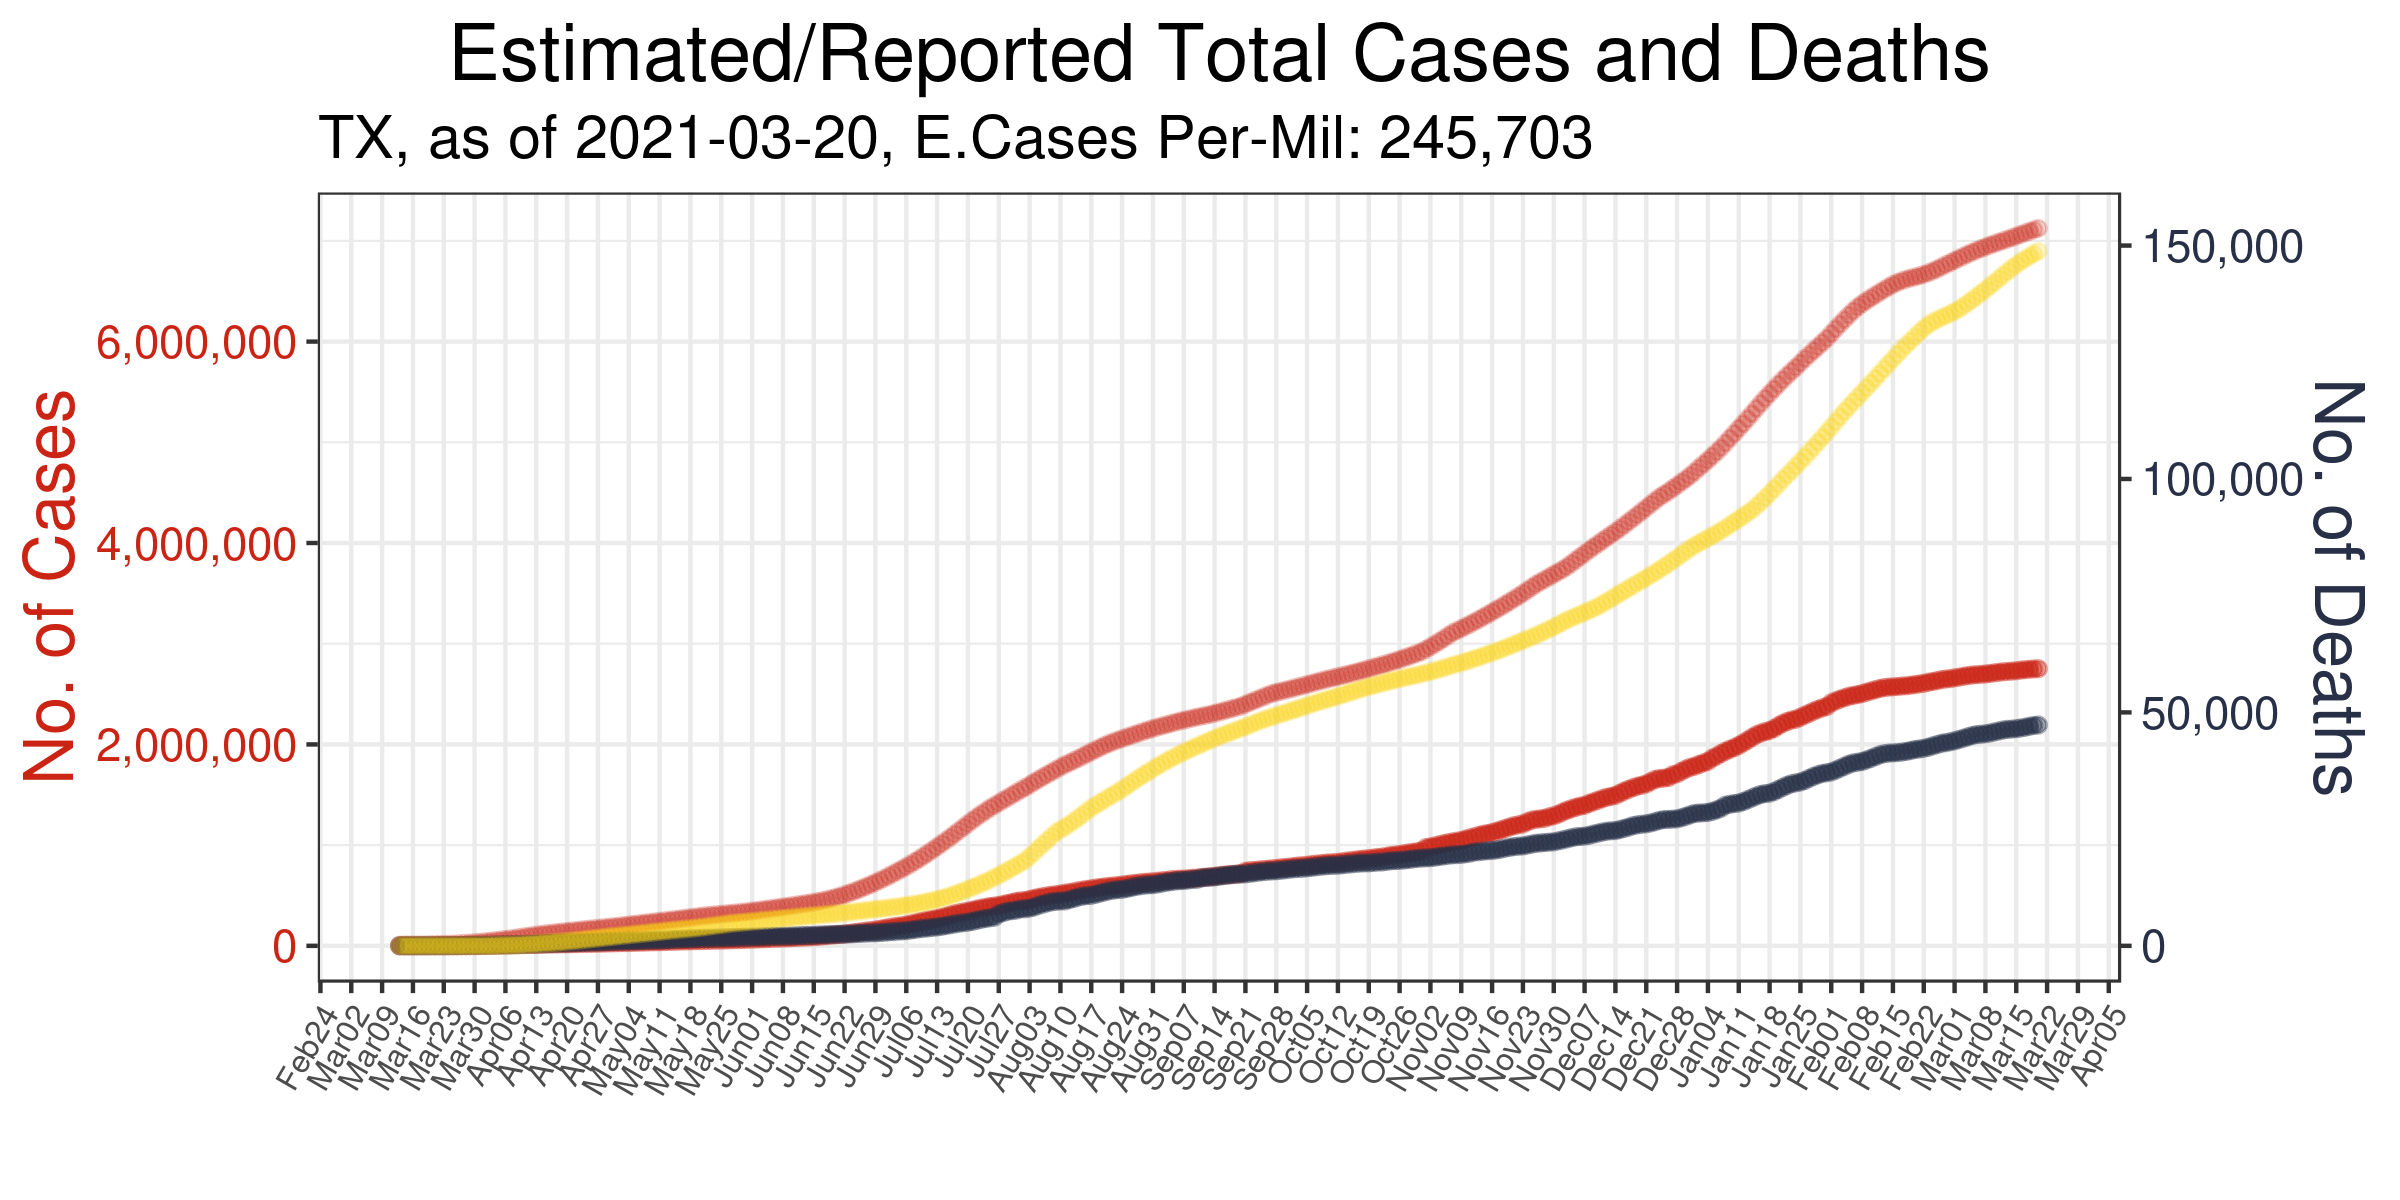 Estimated/Reported Total Cases and Deaths
TX, as of 2021-03-20, E.Cases Per-Mil: 245,703
No. of Cases
6,000,000
4,000,000
2,000,000
0
150,000
100,000
50,000
0
No. of Deaths
Feb24
Mar02
Mar09
Mar16
Mar23
Mar30
Apr06
Apr13
Apr20
Apr27
May04
May11
May18
May25
Jun01
Jun08
Jun15
Jun22
Jun29
Jul06
Jul13
Jul20
Jul27
Aug03
Aug10
Aug17
Aug24
Aug31
Sep07
Sep14
Sep21
Sep28
Oct05
Oct12
Oct19
Oct26
Nov02
Nov09
Nov16
Nov23
Nov30
Dec07
Dec14
Dec21
Dec28
Jan04
Jan11
Jan18
Jan25
Feb01
Feb08
Feb15
Feb22
Mar01
Mar08
Mar15
Mar22
Mar29
Apr05